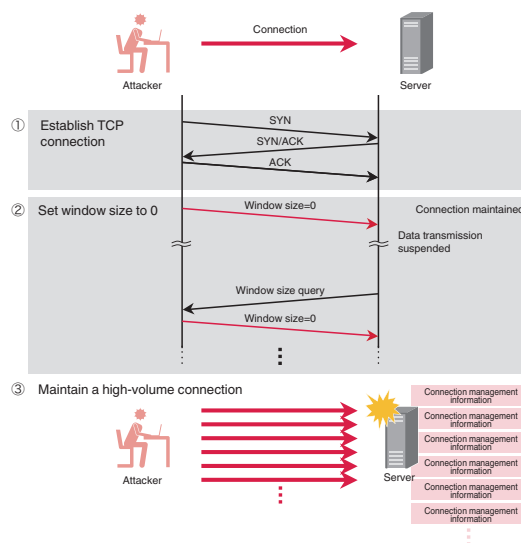 Connection
Attacker
Server
① Establish TCP
connection
SYN
SYN/ACK
ACK
② Set window size to 0
Window size=0
Connection maintained
Data transmission
suspended
Window size query
Window size=0
③ Maintain a high-volume connection
Attacker
Server
Connection management
information
Connection management
information
Connection management
information
Connection management
information
Connection management
information
Connection management
information